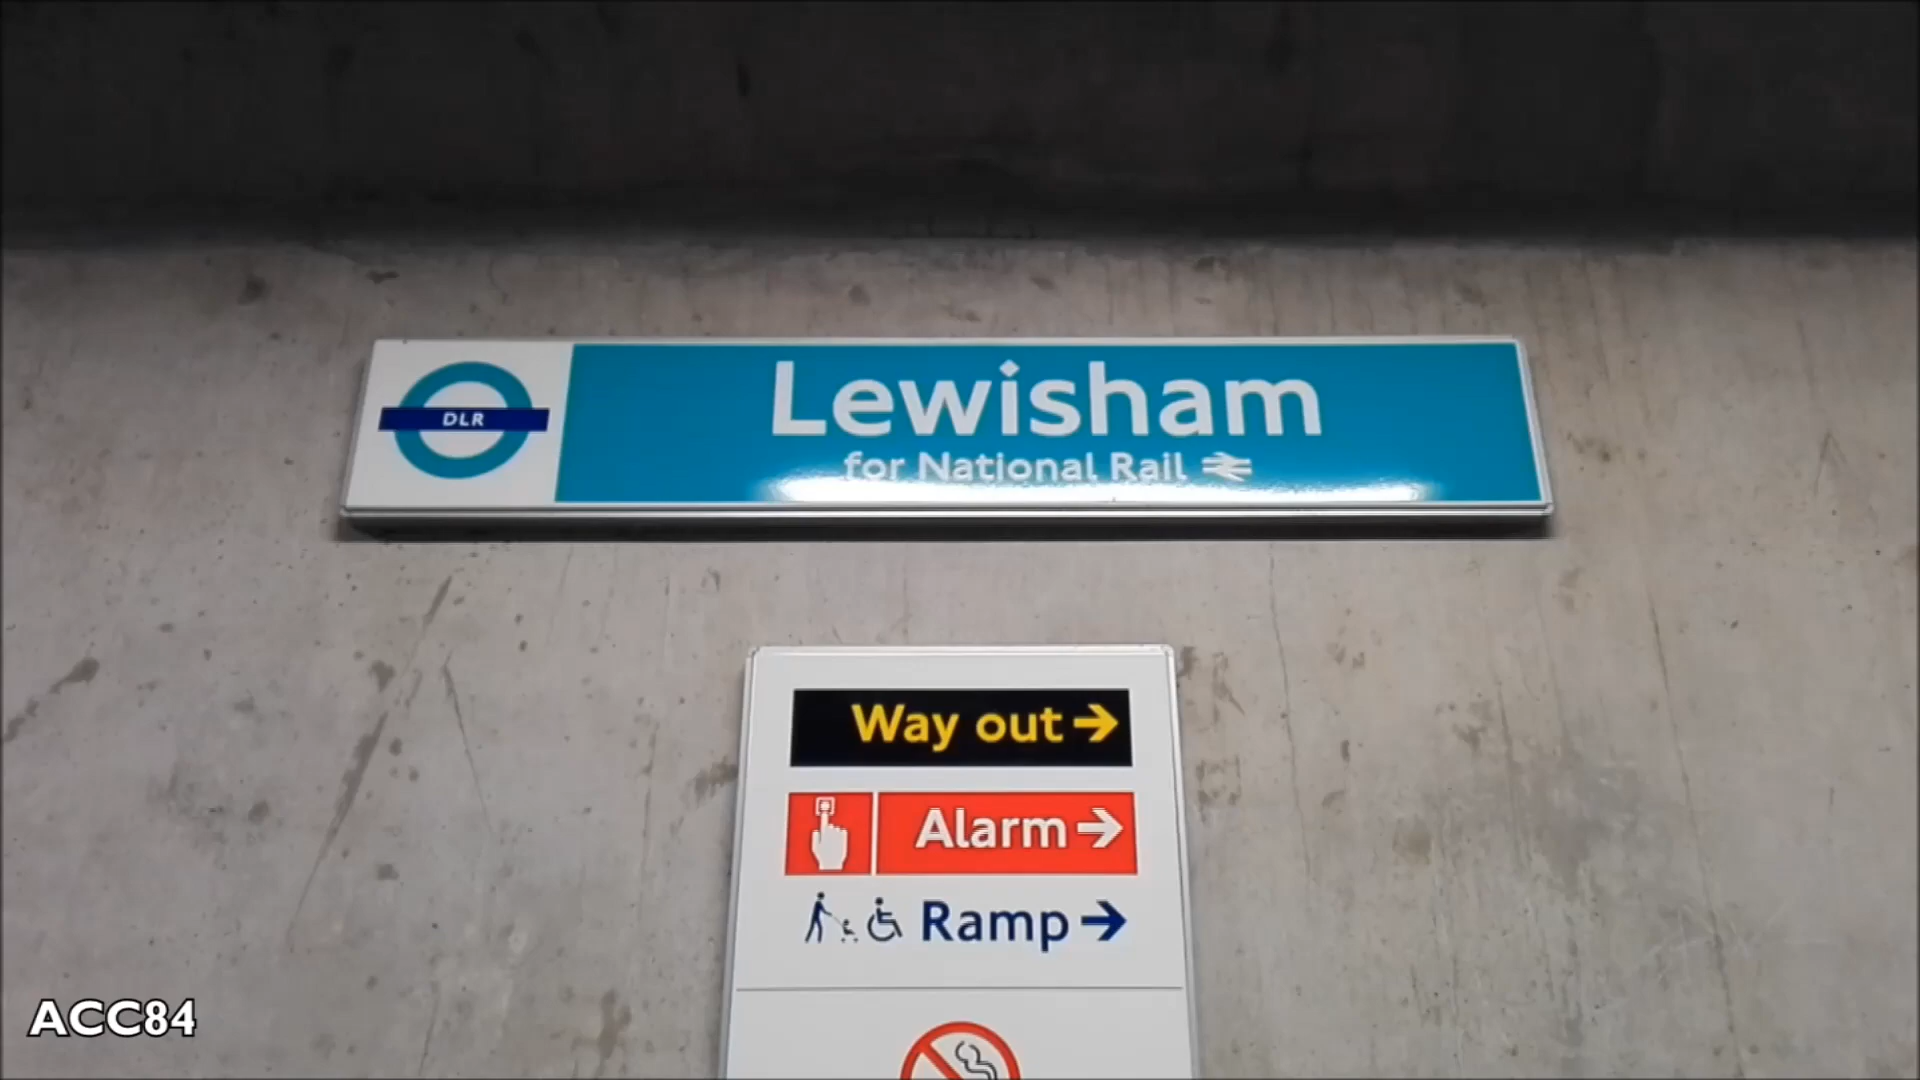 DLR
Lewisham
for National Rail
Way out →
Alarm →
Ramp →
ACC84